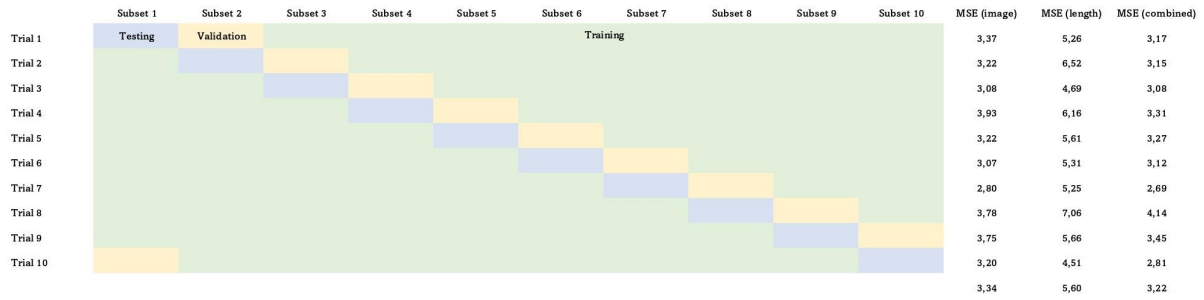 Subset 1 Subset 2 Subset 3 Subset 4 Subset 5 Subset 6 Subset 7 Subset 8 Subset 9 Subset 10 MSE (image) MSE (length) MSE (combined)
Trial 1 Testing Validation Training 3,37 5,26 3,17
Trial 2 3,22 6,52 3,15
Trial 3 3,08 4,69 3,08
Trial 4 3,93 6,16 3,31
Trial 5 3,22 5,61 3,27
Trial 6 3,07 5,31 3,12
Trial 7 2,80 5,25 2,69
Trial 8 3,78 7,06 4,14
Trial 9 3,75 5,66 3,45
Trial 10 3,20 4,51 2,81
3,34 5,60 3,22